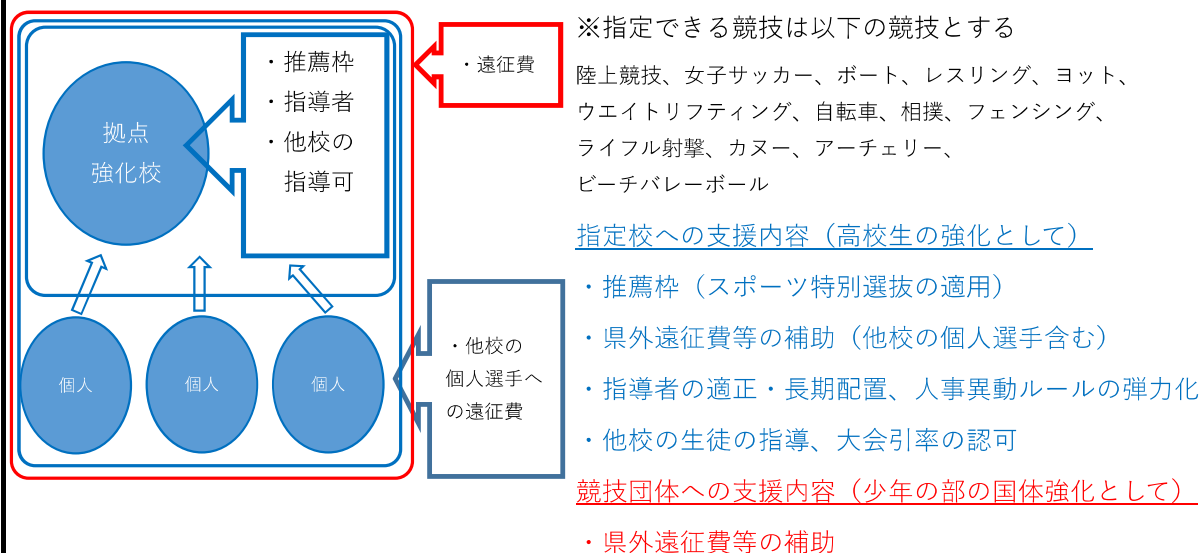 拠点
強化校
・推薦枠
・指導者
・他校の
指導可
・遠征費
個人
個人
個人
・他校の
個人選手へ
の遠征費
※指定できる競技は以下の競技とする
陸上競技、女子サッカー、ボート、レスリング、ヨット、
ウエイトリフティング、自転車、相撲、フェンシング、
ライフル射撃、カヌー、アーチェリー、
ビーチバレーボール
指定校への支援内容（高校生の強化として）
・推薦枠（スポーツ特別選抜の適用）
・県外遠征費等の補助（他校の個人選手含む）
・指導者の適正・長期配置、人事異動ルールの弾力化
・他校の生徒の指導、大会引率の認可
競技団体への支援内容（少年の部の国体強化として）
・県外遠征費等の補助